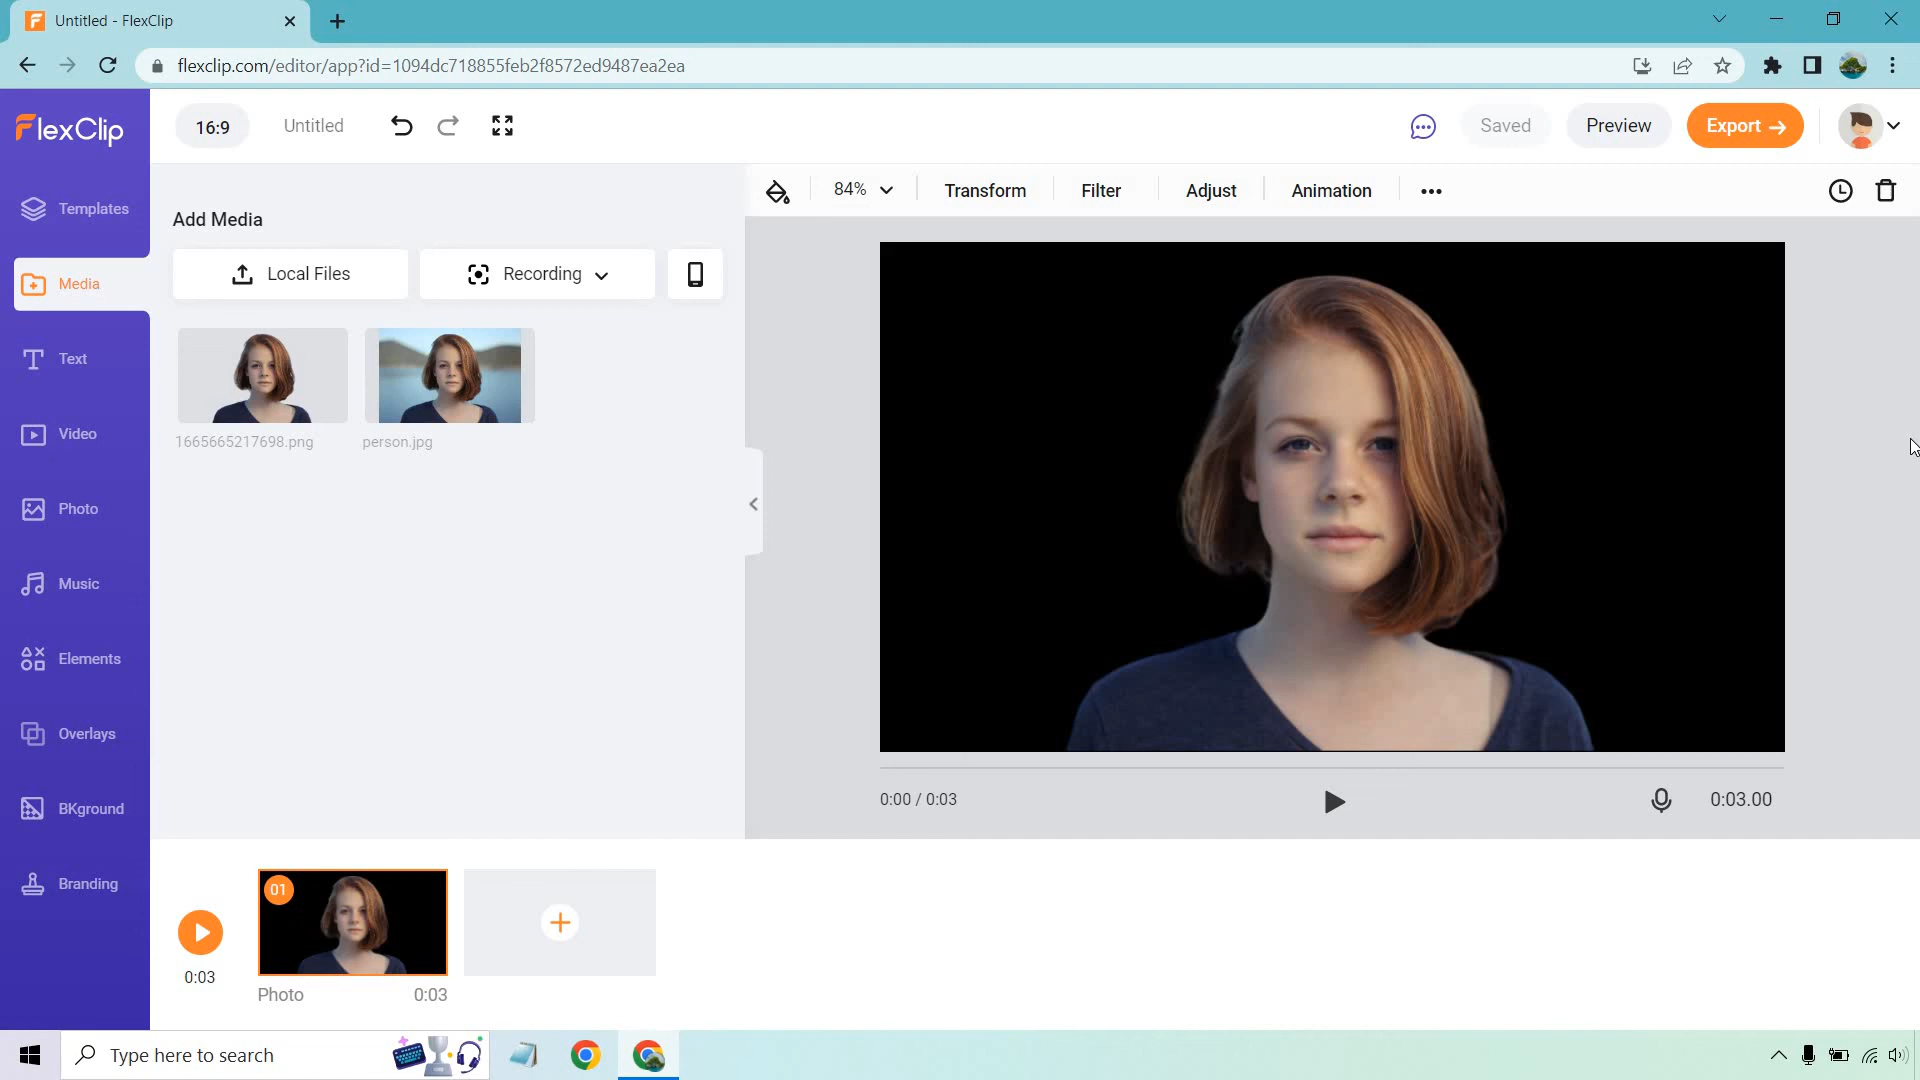 Untitled - FlexClip
flexclip.com/editor/app?id=1094dc718855feb2f8572ed9487ea2ea
FlexClip
16:9
Untitled
Saved
Preview
Export
Templates
Media
Text
Video
Photo
Music
Elements
Overlays
BKground
Branding
Add Media
Local Files
Recording
1665665217698.png
person.jpg
84%
Transform
Filter
Adjust
Animation
0:00 / 0:03
0:03.00
0:03
01
Photo
0:03
Type here to search